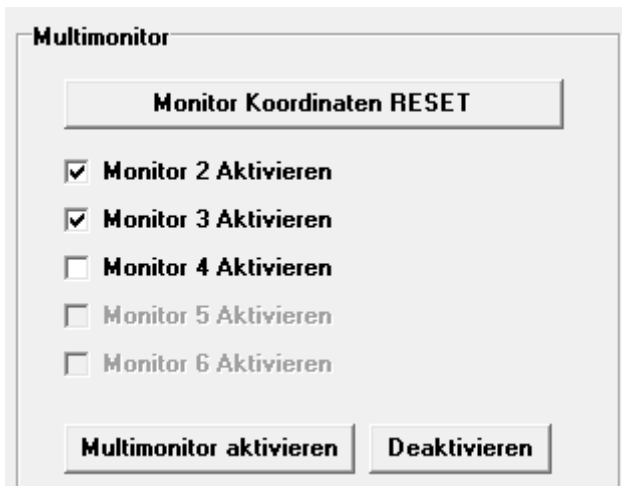 Multimonitor
Monitor Koordinaten RESET
Monitor 2 Aktivieren
Monitor 3 Aktivieren
Monitor 4 Aktivieren
Monitor 5 Aktivieren
Monitor 6 Aktivieren
Multimonitor aktivieren Deaktivieren